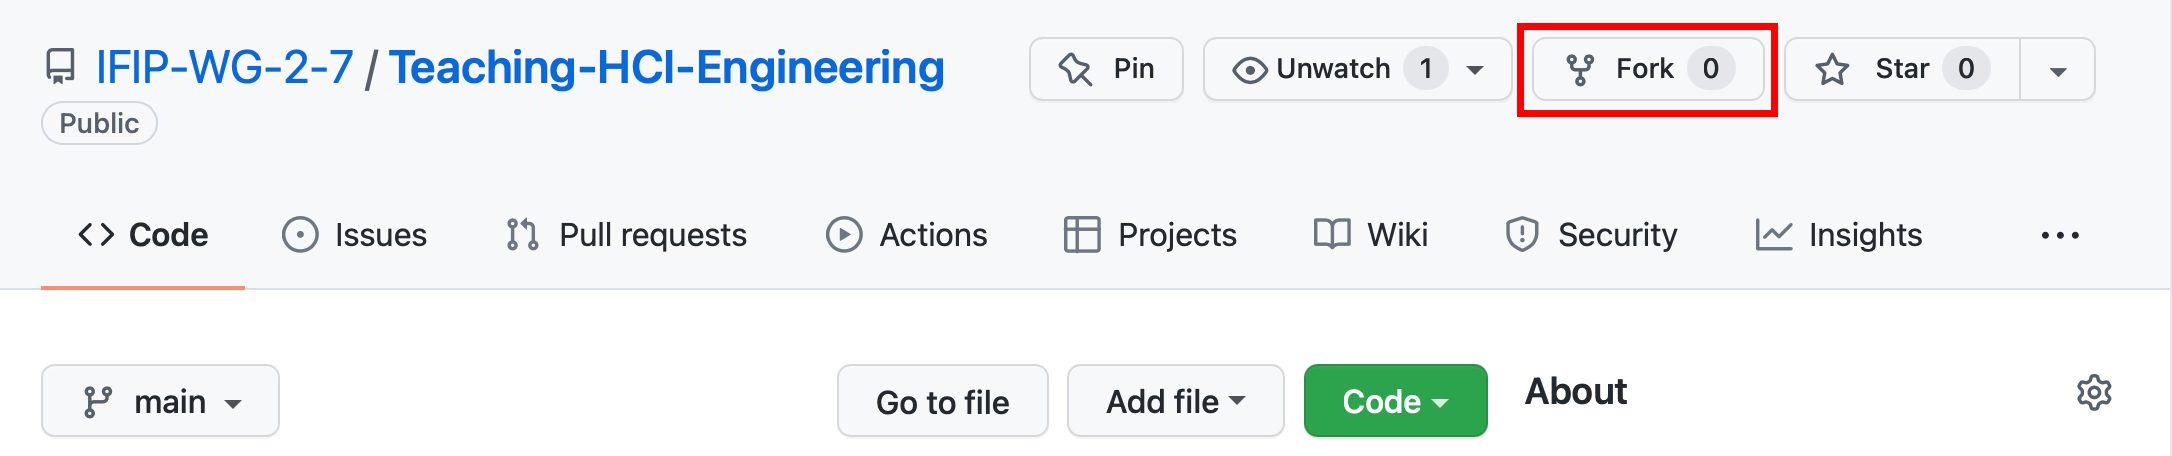 IFIP-WG-2-7 / Teaching-HCI-Engineering Pin Unwatch 1 Fork 0 Star 0
Public
Code Issues Pull requests Actions Projects Wiki Security Insights ...
main Go to file Add file Code About